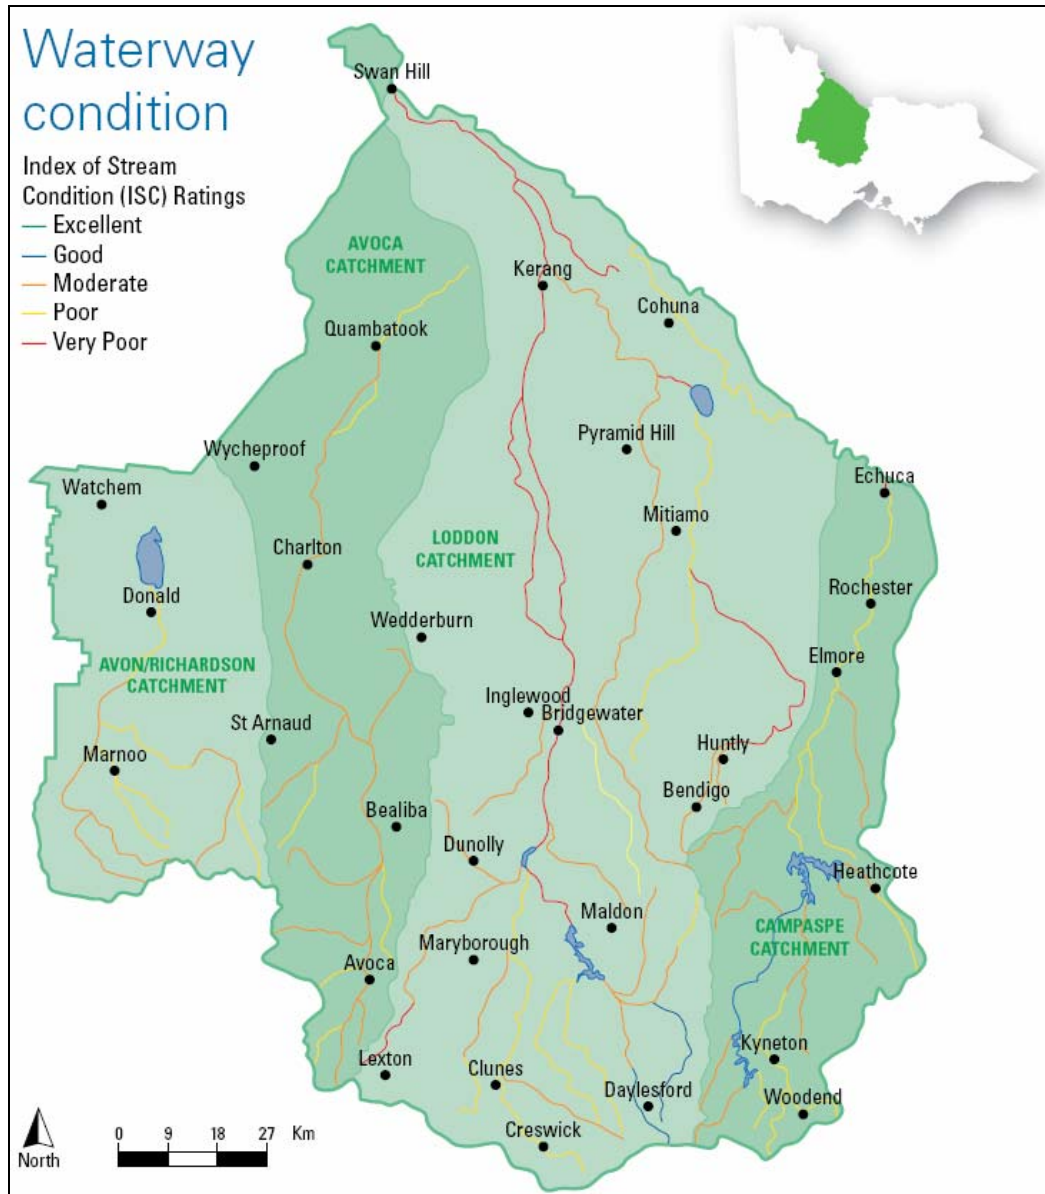 Waterway
condition
Index of Stream
Condition (ISC) Ratings
Excellent
Good
Moderate
Poor
Very Poor
Swan Hill
AVOCA
CATCHMENT
Kerang
Cohuna
Quambatook
Pyramid Hill
Wycheproof
Echuca
Watchem
Mitiamo
LODDON
CATCHMENT
Charlton
Rochester
Donald
Wedderburn
Elmore
AVON/RICHARDSON
CATCHMENT
Inglewood
Bridgewater
St Arnaud
Huntly
Marnoo
Bendigo
Bealiba
Dunolly
Heathcote
Maldon
CAMPASPE
CATCHMENT
Maryborough
Avoca
Kyneton
Lexton
Clunes
Daylesford
Woodend
Creswick
0 9 18 27 Km
North